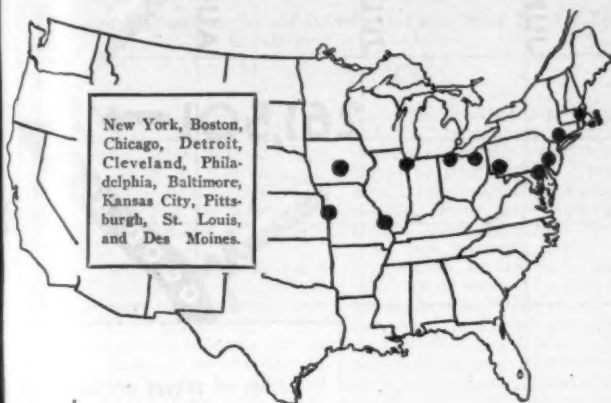 New York, Boston,
Chicago, Detroit,
Cleveland, Phila-
delphia, Baltimore,
Kansas City, Pitts-
burgh, St. Louis,
and Des Moines.